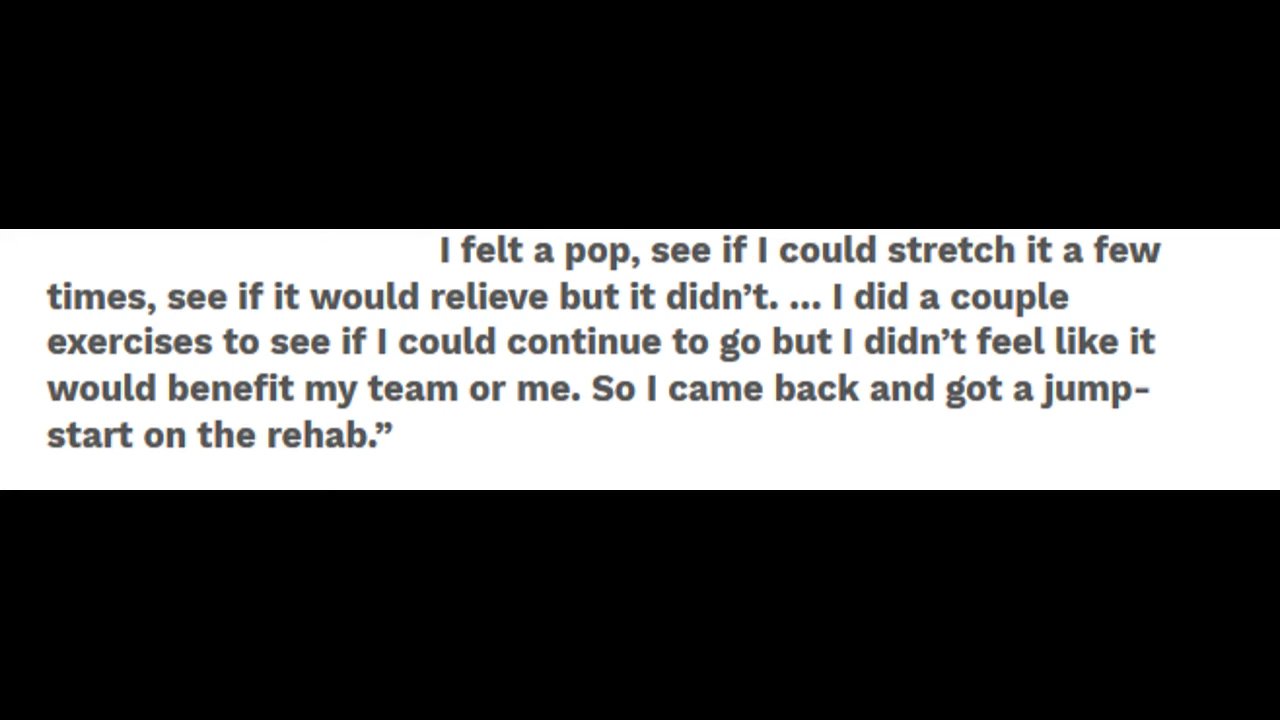 I felt a pop, see if I could stretch it a few
times, see if it would relieve but it didn’t. ... I did a couple
exercises to see if I could continue to go but I didn’t feel like it
would benefit my team or me. So I came back and got a jump-
start on the rehab.”